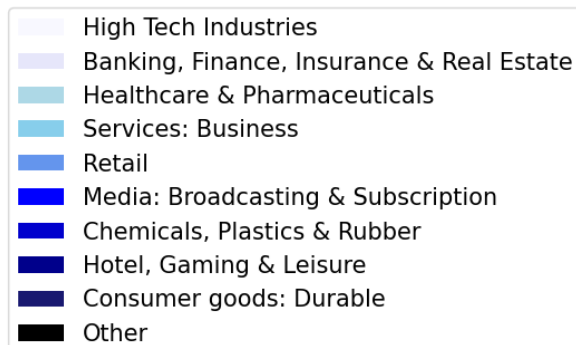 High Tech Industries
Banking, Finance, Insurance & Real Estate
Healthcare & Pharmaceuticals
Services: Business
Retail
Media: Broadcasting & Subscription
Chemicals, Plastics & Rubber
Hotel, Gaming & Leisure
Consumer goods: Durable
Other